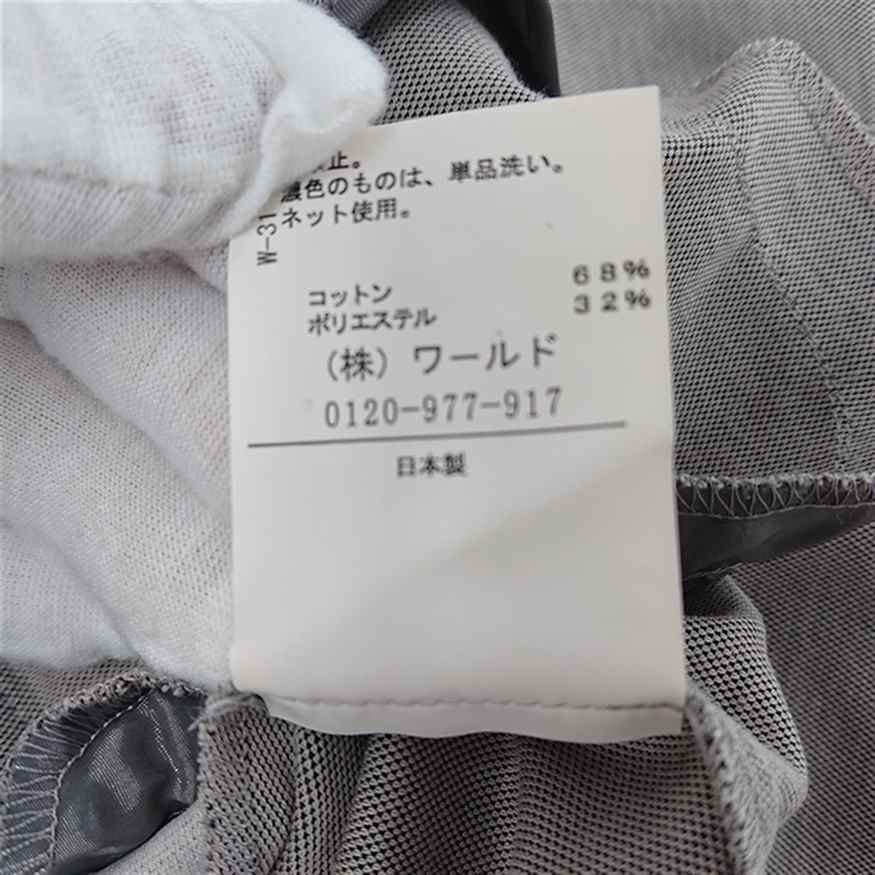 止。
濃色のものは、単品洗い。
ネット使用。
W-31
コットン 68%
ポリエステル 32%
(株)ワールド
0120-977-917
日本製